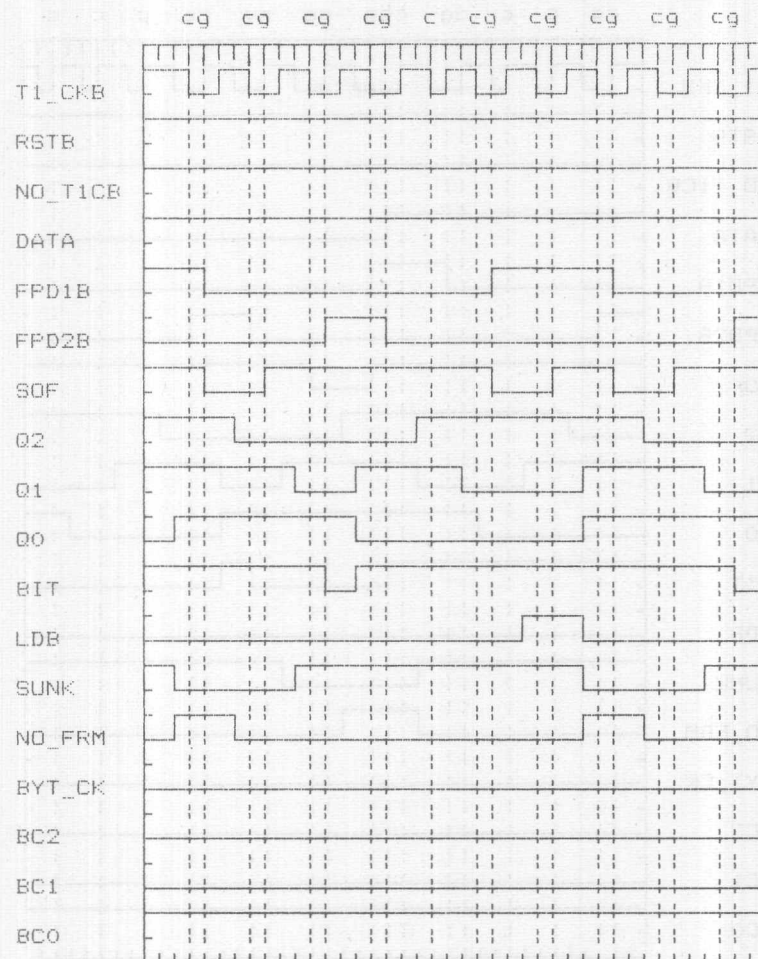 cg cg cg cg c cg cg cg cg cg
T1_CKB
RSTB
NO_T1CB
DATA
FPD1B
FPD2B
SOF
Q2
Q1
Q0
BIT
LDB
SUNK
NO_FRM
BYT_CK
BC2
BC1
BC0